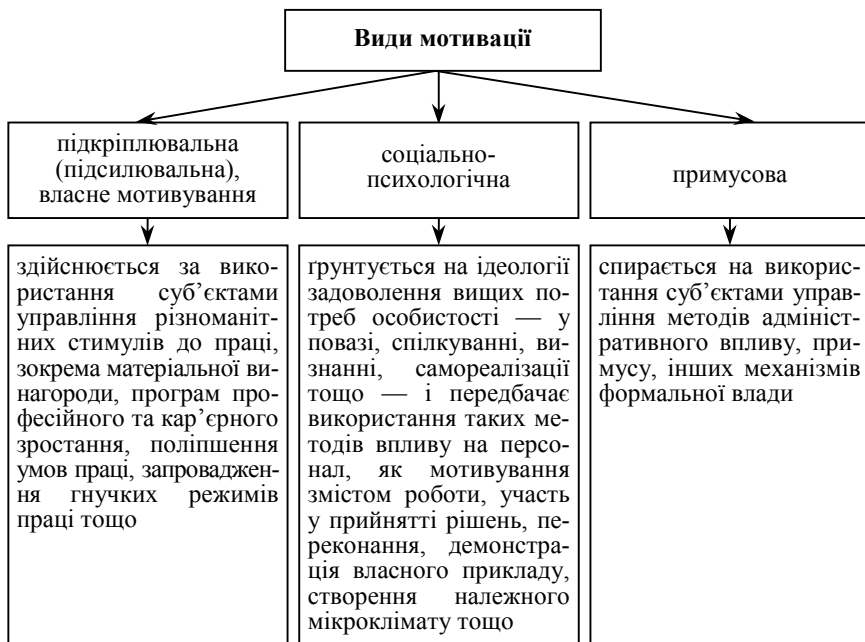 Види мотивації
підкріплювальна
(підсилювальна),
власне мотивування
соціально-
психологічна
примусова
здійснюється за вико-
ристання суб’єктами
управління різноманіт-
них стимулів до праці,
зокрема матеріальної ви-
нагороди, програм про-
фесійного та кар’єрного
зростання, поліпшення
умов праці, запроваджен-
ня гнучких режимів
праці тощо
ґрунтується на ідеології
задоволення вищих по-
треб особистості — у
повазі, спілкуванні, ви-
знанні, самореалізації
тощо — і передбачає
використання таких ме-
тодів впливу на персо-
нал, як мотивування
змістом роботи, участь
у прийнятті рішень, пе-
реконання, демонстра-
ція власного прикладу,
створення належного
мікроклімату тощо
спирається на викорис-
тання суб’єктами управ-
ління методів адмініст-
ративного впливу, при-
мусу, інших механізмів
формальної влади